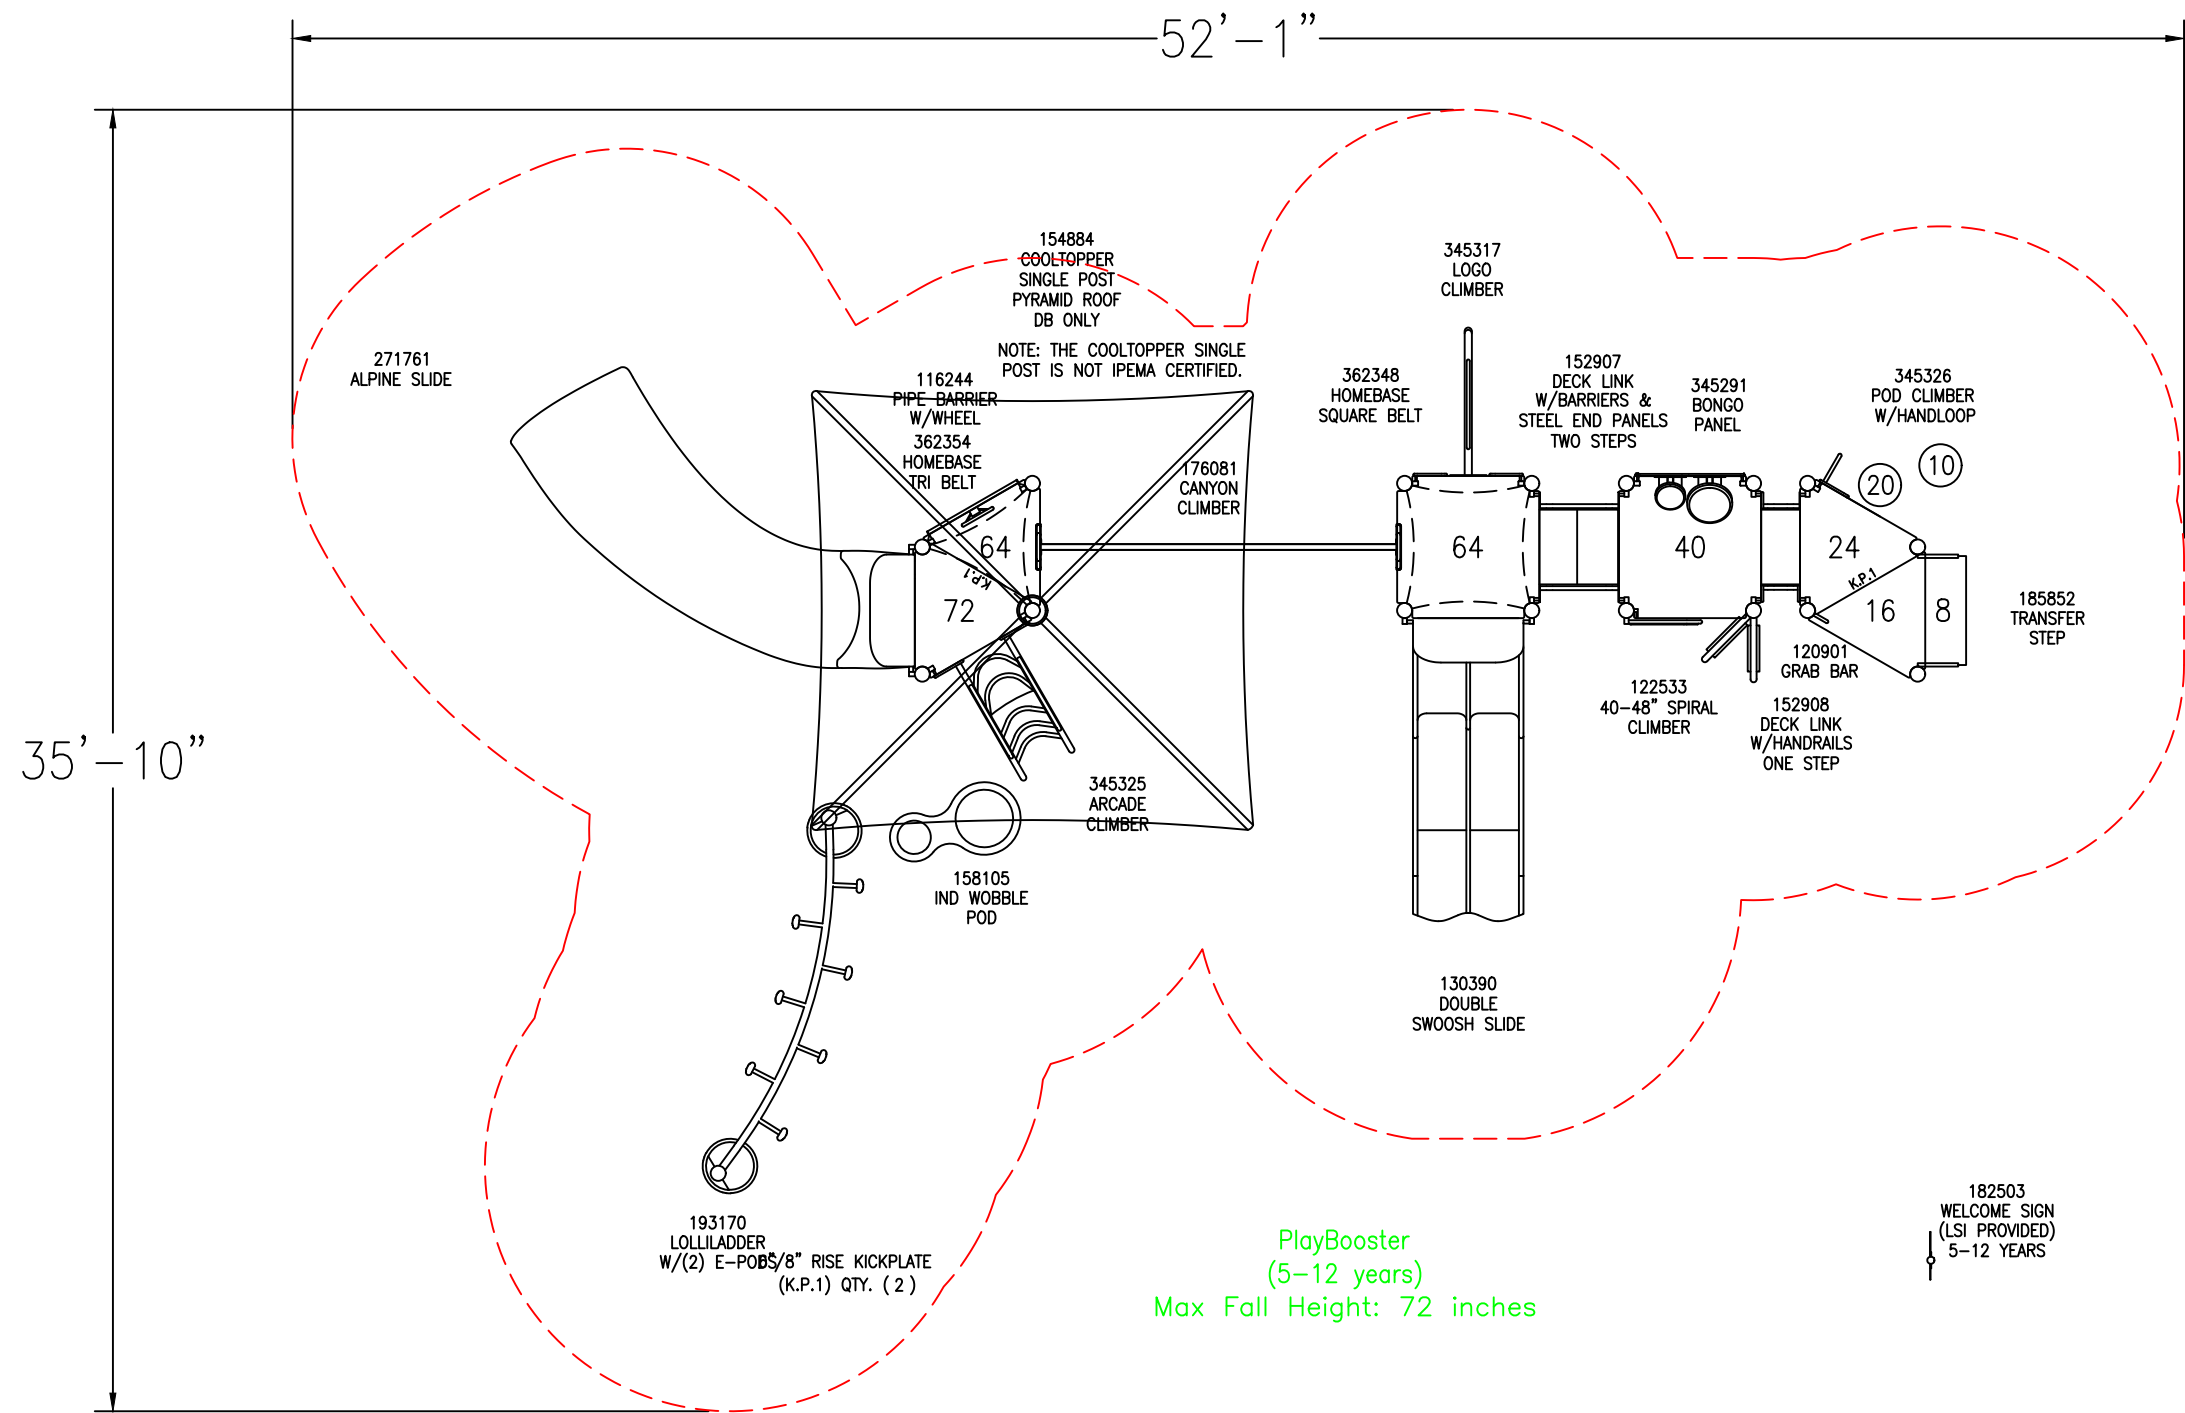 52'-1"
35'-10"
154884
COOLTOPPER
SINGLE POST
PYRAMID ROOF
DB ONLY
NOTE: THE COOLTOPPER SINGLE
POST IS NOT IPEMA CERTIFIED.
345317
LOGO
CLIMBER
271761
ALPINE SLIDE
116244
PIPE BARRIER
W/WHEEL
362354
HOMEBASE
TRI BELT
176081
CANYON
CLIMBER
362348
HOMEBASE
SQUARE BELT
152907
DECK LINK
W/BARRIERS &
STEEL END PANELS
TWO STEPS
345291
BONGO
PANEL
345326
POD CLIMBER
W/HANDLOOP
20
10
64
K.P.1
72
64
40
24
K.P.1
16
8
185852
TRANSFER
STEP
120901
GRAB BAR
122533
40-48" SPIRAL
CLIMBER
152908
DECK LINK
W/HANDRAILS
ONE STEP
345325
ARCADE
CLIMBER
158105
IND WOBBLE
POD
130390
DOUBLE
SWOOSH SLIDE
193170
LOLLILADDER
W/(2) E-PODS
6"/8" RISE KICKPLATE
(K.P.1) QTY. ( 2 )
PlayBooster
(5-12 years)
Max Fall Height: 72 inches
182503
WELCOME SIGN
(LSI PROVIDED)
5-12 YEARS